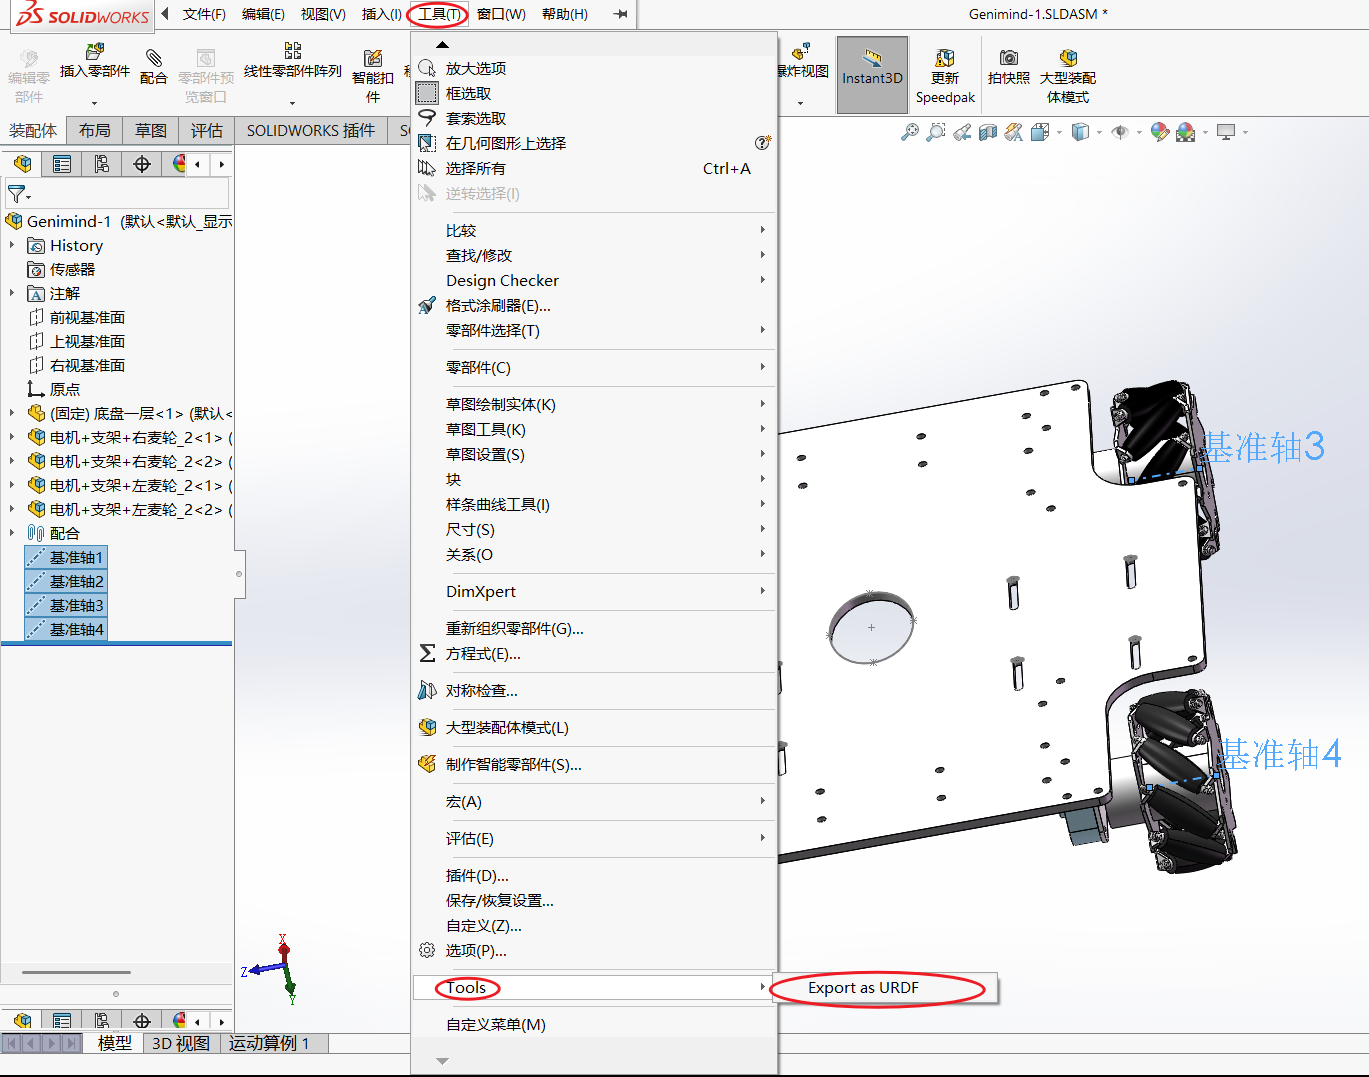 SOLIDWORKS 文件(F) 编辑(E) 视图(V) 插入(I) 工具(T) 窗口(W) 帮助(H) Genimind-1.SLDASM *
编辑零部件
插入零部件
配合
零部件预览窗口
线性零部件阵列
智能扣件
爆炸视图
Instant3D
更新 Speedpak
拍快照
大型装配体模式
装配体 布局 草图 评估 SOLIDWORKS 插件
Genimind-1 (默认<默认_显示
History
传感器
注解
前视基准面
上视基准面
右视基准面
原点
(固定) 底盘一层<1> (默认<
电机+支架+右麦轮_2<1> (
电机+支架+右麦轮_2<2> (
电机+支架+左麦轮_2<1> (
电机+支架+左麦轮_2<2> (
配合
基准轴1
基准轴2
基准轴3
基准轴4
放大选项
框选取
套索选取
在几何图形上选择
选择所有 Ctrl+A
逆转选择(I)
比较
查找/修改
Design Checker
格式涂刷器(E)...
零部件选择(T)
零部件(C)
草图绘制实体(K)
草图工具(K)
草图设置(S)
块
样条曲线工具(I)
尺寸(S)
关系(O
DimXpert
重新组织零部件(G)...
方程式(E)...
对称检查...
大型装配体模式(L)
制作智能零部件(S)...
宏(A)
评估(E)
插件(D)...
保存/恢复设置...
自定义(Z)...
选项(P)...
Tools
Export as URDF
自定义菜单(M)
基准轴3
基准轴4
X
Z
Y
模型 3D 视图 运动算例 1